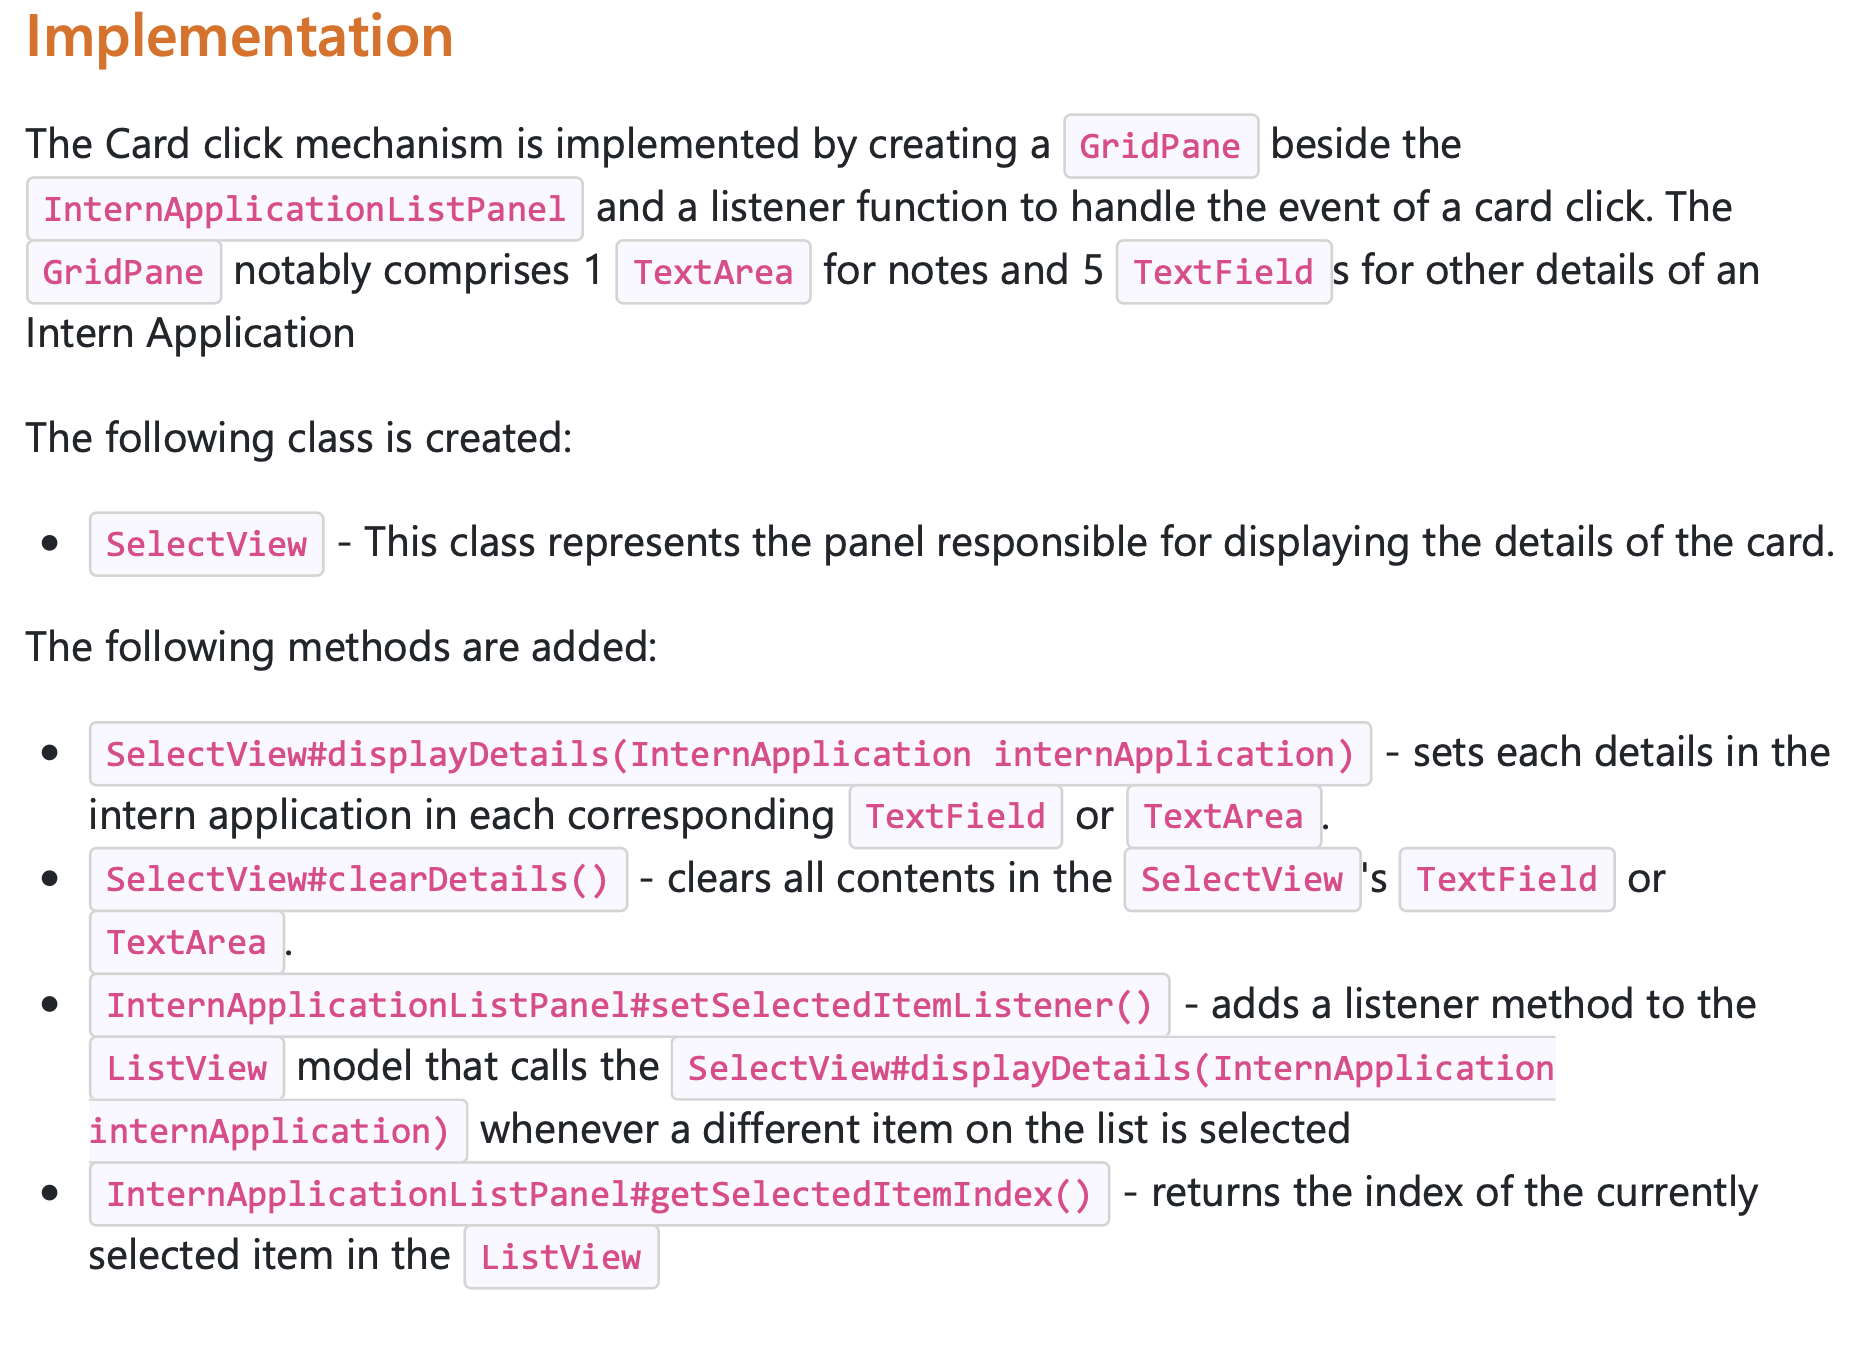 Implementation
The Card click mechanism is implemented by creating a GridPane beside the
InternApplicationListPanel and a listener function to handle the event of a card click. The
GridPane notably comprises 1 TextArea for notes and 5 TextFields for other details of an
Intern Application
The following class is created:
• SelectView - This class represents the panel responsible for displaying the details of the card.
The following methods are added:
• SelectView#displayDetails(InternApplication internApplication) - sets each details in the
intern application in each corresponding TextField or TextArea.
• SelectView#clearDetails() - clears all contents in the SelectView's TextField or
TextArea.
• InternApplicationListPanel#setSelectedItemListener() - adds a listener method to the
ListView model that calls the SelectView#displayDetails(InternApplication
internApplication) whenever a different item on the list is selected
• InternApplicationListPanel#getSelectedItemIndex() - returns the index of the currently
selected item in the ListView